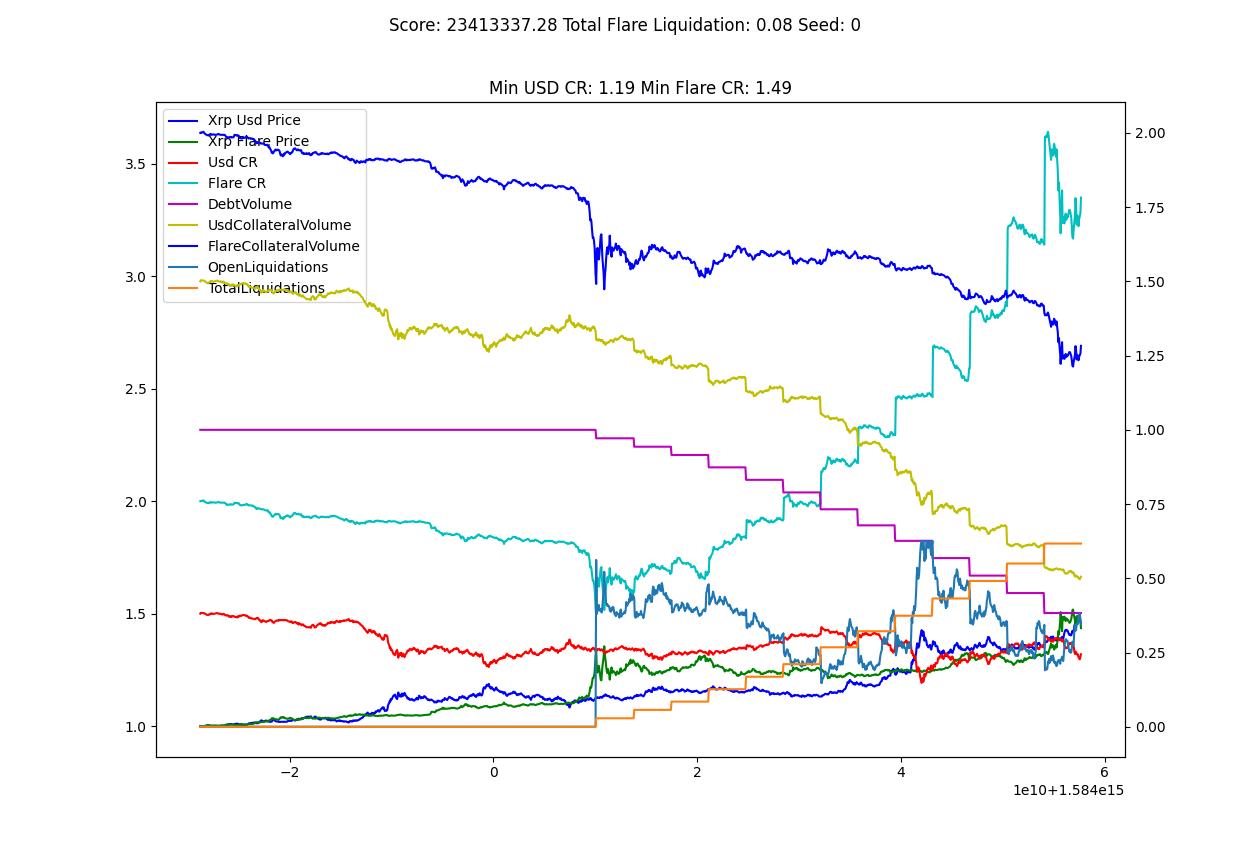 Score: 23413337.28 Total Flare Liquidation: 0.08 Seed: 0
Min USD CR: 1.19 Min Flare CR: 1.49
Xrp Usd Price
Xrp Flare Price
Usd CR
Flare CR
DebtVolume
UsdCollateralVolume
FlareCollateralVolume
OpenLiquidations
TotalLiquidations
3.5
3.0
2.5
2.0
1.5
1.0
2.00
1.75
1.50
1.25
1.00
0.75
0.50
0.25
0.00
−2 0 2 4 6
1e10+1.584e15